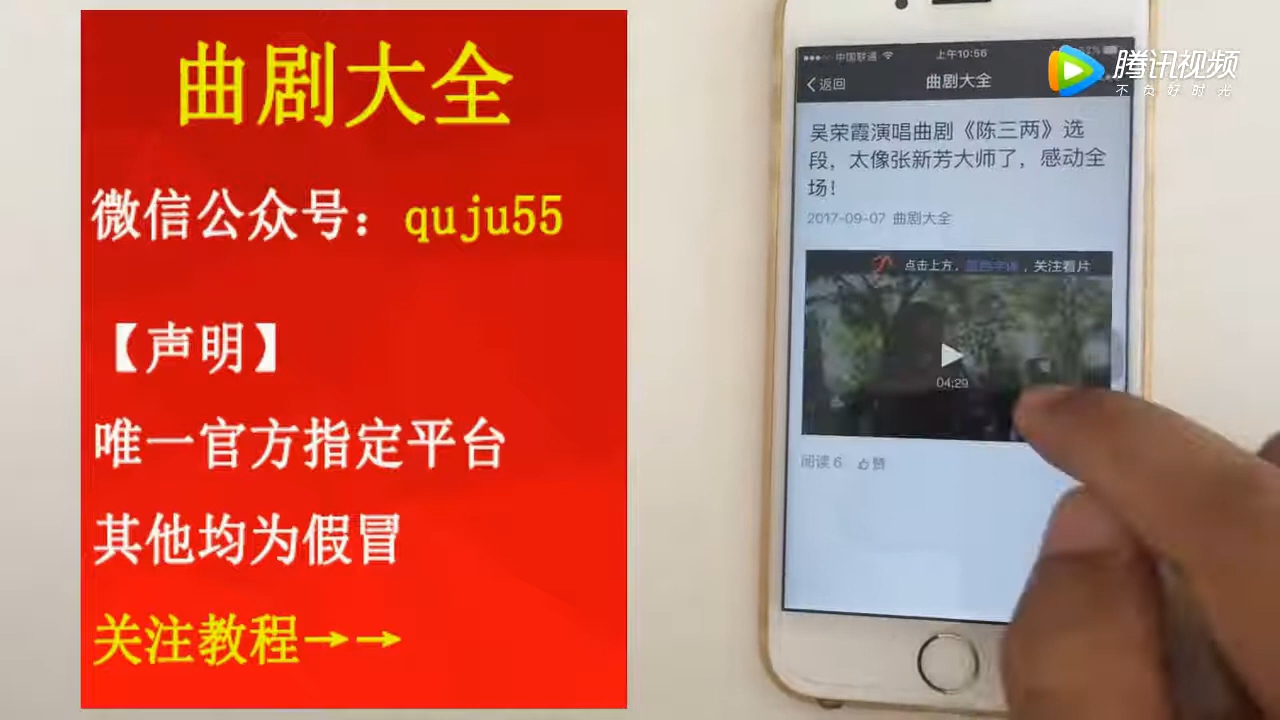 曲剧大全
微信公众号：quju55
【声明】
唯一官方指定平台
其他均为假冒
关注教程→→
中国联通
上午10:56
返回
曲剧大全
腾讯视频
不负好时光
吴荣霞演唱曲剧《陈三两》选
段，太像张新芳大师了，感动全
场！
2017-09-07 曲剧大全
点击上方，蓝色字体，关注看片
04:29
阅读6 赞